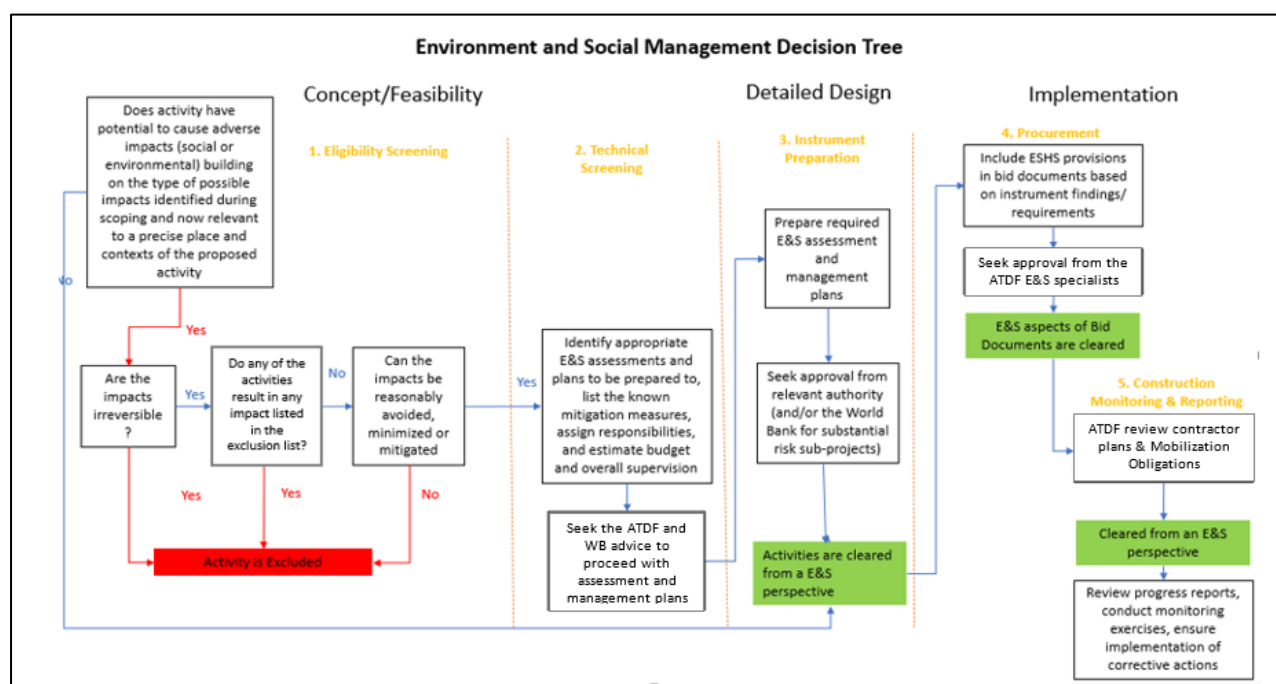 Environment and Social Management Decision Tree
Concept/Feasibility
Detailed Design
Implementation
Does activity have
potential to cause adverse
impacts (social or
environmental) building
on the type of possible
impacts identified during
scoping and now relevant
to a precise place and
contexts of the proposed
activity
No
Yes
1. Eligibility Screening
Are the
impacts
irreversible
?
Yes
Do any of the
activities
result in any
impact listed
in the
exclusion list?
No
Can the
impacts be
reasonably
avoided,
minimized or
mitigated
Yes
Yes
Yes
No
Activity is Excluded
2. Technical
Screening
Identify appropriate
E&S assessments and
plans to be prepared to,
list the known
mitigation measures,
assign responsibilities,
and estimate budget
and overall supervision
Seek the ATDF and
WB advice to
proceed with
assessment and
management plans
3. Instrument
Preparation
Prepare required
E&S assessment
and
management
plans
Seek approval from
relevant authority
(and/or the World
Bank for substantial
risk sub-projects)
Activities are cleared
from a E&S
perspective
4. Procurement
Include ESHS provisions
in bid documents based
on instrument findings/
requirements
Seek approval from the
ATDF E&S specialists
E&S aspects of Bid
Documents are cleared
5. Construction
Monitoring & Reporting
ATDF review contractor
plans & Mobilization
Obligations
Cleared from an E&S
perspective
Review progress reports,
conduct monitoring
exercises, ensure
implementation of
corrective actions